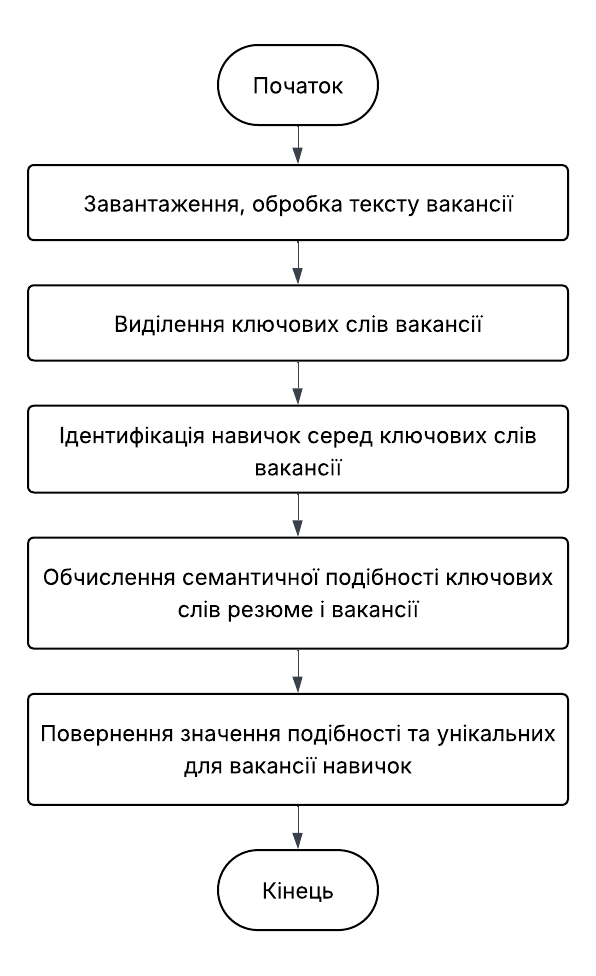 Початок
Завантаження, обробка тексту вакансії
Виділення ключових слів вакансії
Ідентифікація навичок серед ключових слів
вакансії
Обчислення семантичної подібності ключових
слів резюме і вакансії
Повернення значення подібності та унікальних
для вакансії навичок
Кінець